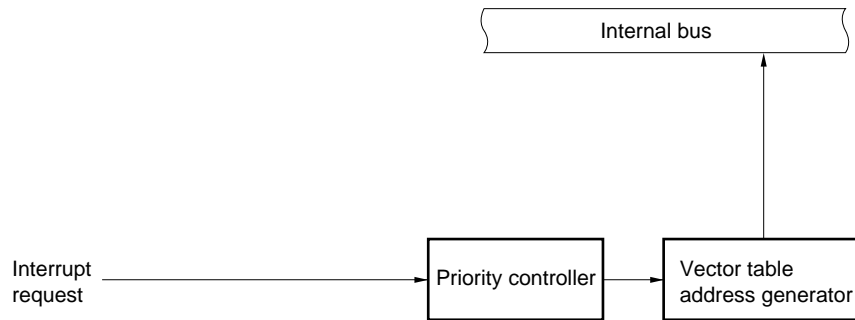 Internal bus
Interrupt
request
Priority controller
Vector table
address generator